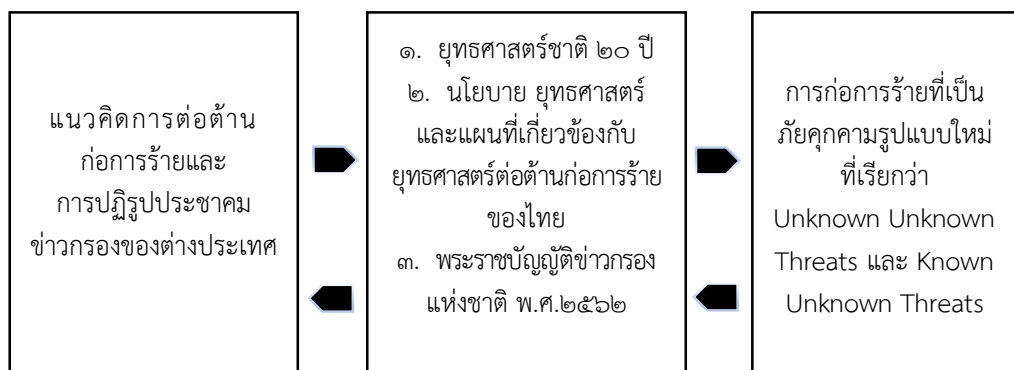 แนวคิดการต่อต้าน
ก่อการร้ายและ
การปฏิรูปประชาคม
ข่าวกรองของต่างประเทศ
๑. ยุทธศาสตร์ชาติ ๒๐ ปี
๒. นโยบาย ยุทธศาสตร์
และแผนที่เกี่ยวข้องกับ
ยุทธศาสตร์ต่อต้านก่อการร้าย
ของไทย
๓. พระราชบัญญัติข่าวกรอง
แห่งชาติ พ.ศ.๒๕๖๒
การก่อการร้ายที่เป็น
ภัยคุกคามรูปแบบใหม่
ที่เรียกว่า
Unknown Unknown
Threats และ Known
Unknown Threats